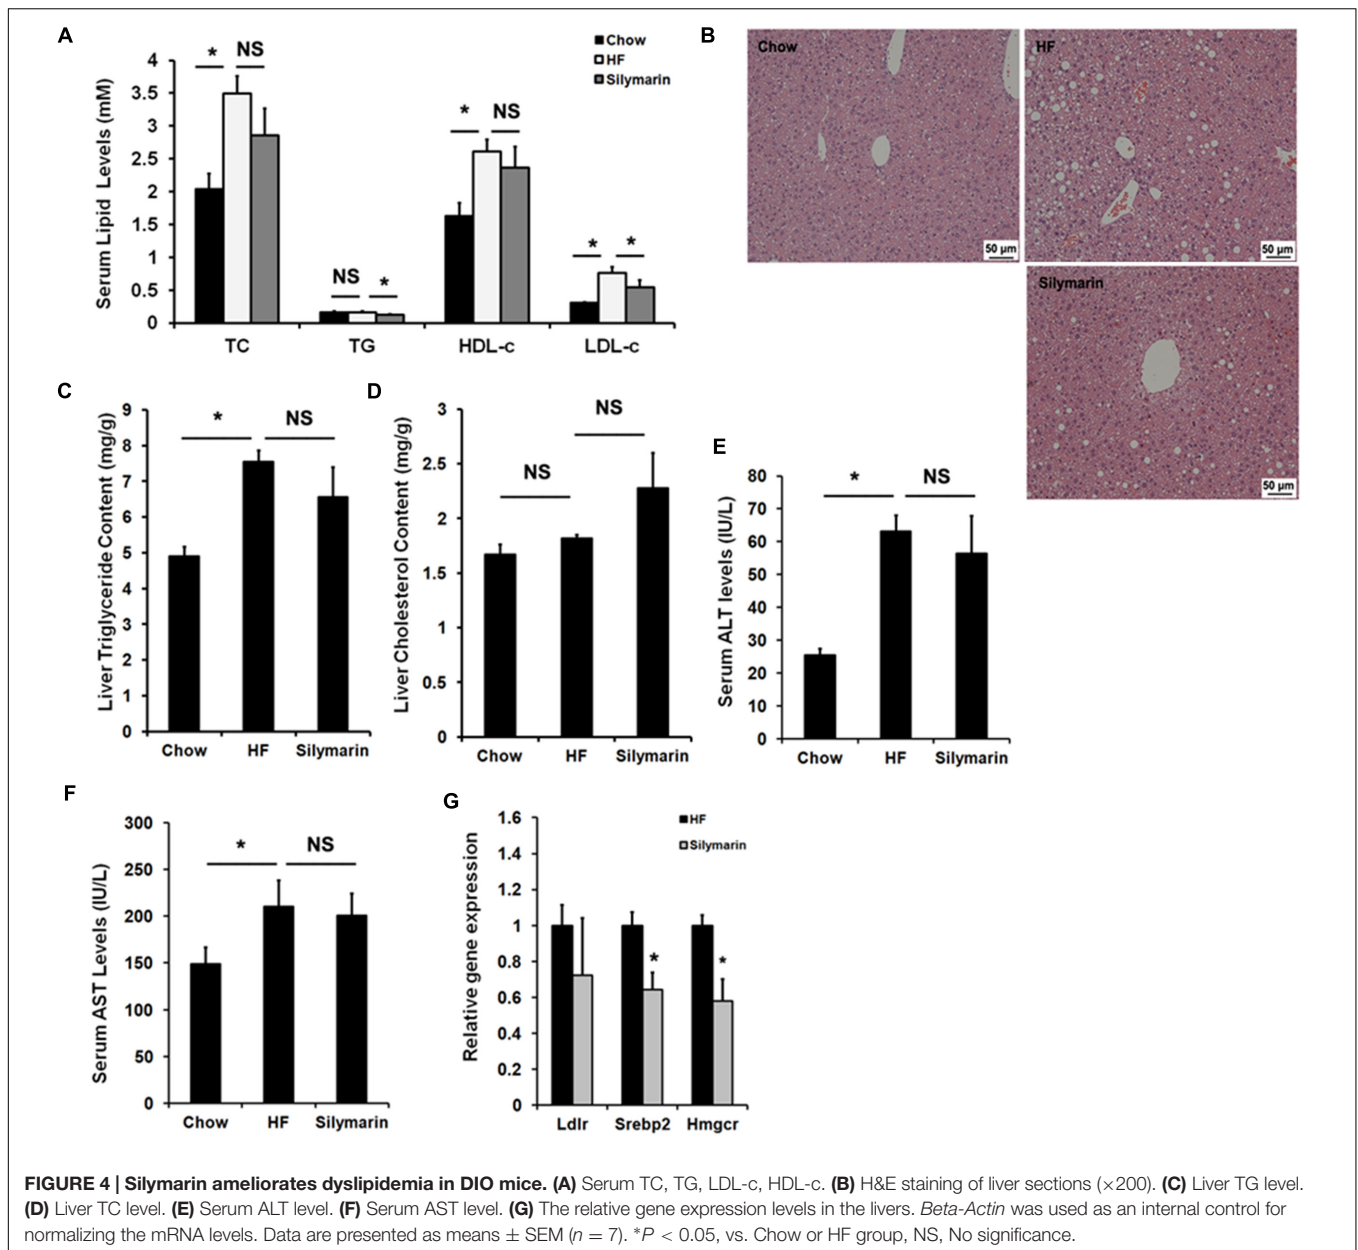 A
* NS
4
3.5
3
2.5
2
1.5
1
0.5
0
Serum Lipid Levels (mM)
NS *
* NS
* *
TC TG HDL-c LDL-c
Chow
HF
Silymarin
B
Chow
50 µm
HF
50 µm
Silymarin
50 µm
C
9
8
7
6
5
4
3
2
1
0
Liver Triglyceride Content (mg/g)
* NS
Chow HF Silymarin
D
3
2.5
2
1.5
1
0.5
0
Liver Cholesterol Content (mg/g)
NS
NS
Chow HF Silymarin
E
80
70
60
50
40
30
20
10
0
Serum ALT levels (IU/L)
* NS
Chow HF Silymarin
F
300
250
200
150
100
50
0
Serum AST Levels (IU/L)
* NS
Chow HF Silymarin
G
1.6
1.4
1.2
1
0.8
0.6
0.4
0.2
0
Relative gene expression
HF
Silymarin
*
*
Ldlr Srebp2 Hmgcr
FIGURE 4 | Silymarin ameliorates dyslipidemia in DIO mice. (A) Serum TC, TG, LDL-c, HDL-c. (B) H&E staining of liver sections (×200). (C) Liver TG level.
(D) Liver TC level. (E) Serum ALT level. (F) Serum AST level. (G) The relative gene expression levels in the livers. Beta-Actin was used as an internal control for
normalizing the mRNA levels. Data are presented as means ± SEM (n = 7). *P < 0.05, vs. Chow or HF group, NS, No significance.